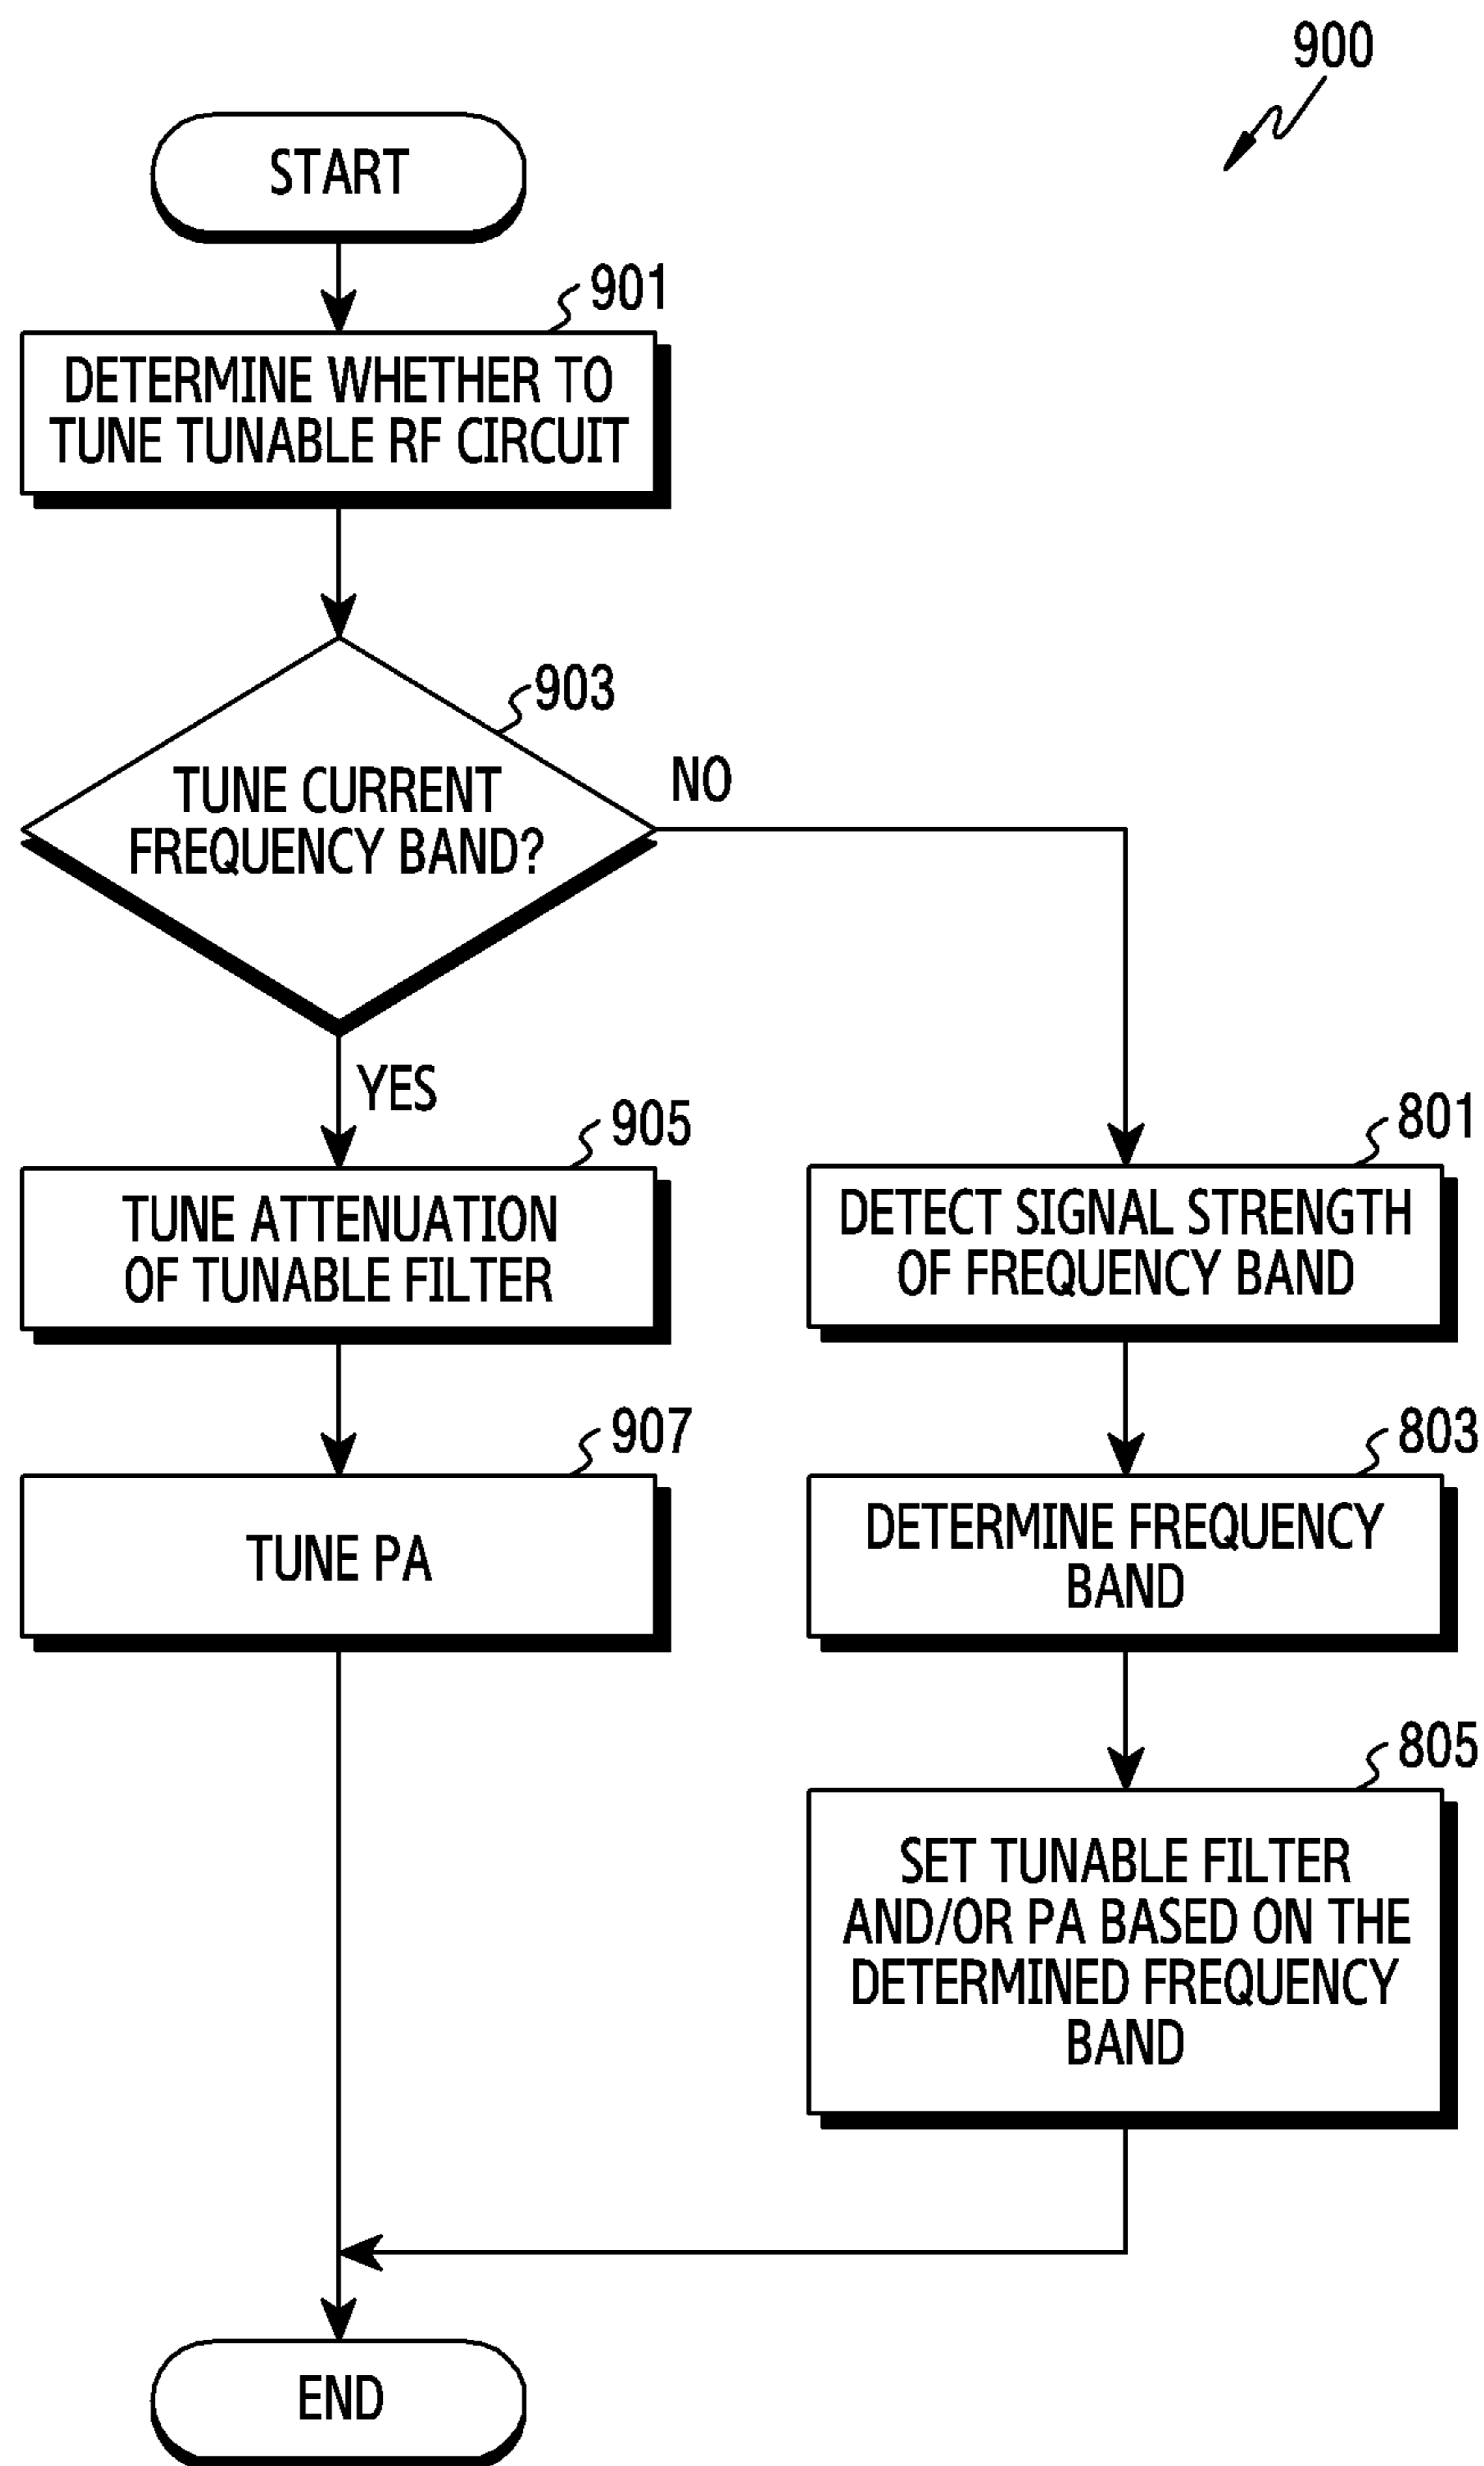 900
START
901
DETERMINE WHETHER TO
TUNE TUNABLE RF CIRCUIT
903
TUNE CURRENT
FREQUENCY BAND?
NO
YES
905
TUNE ATTENUATION
OF TUNABLE FILTER
907
TUNE PA
801
DETECT SIGNAL STRENGTH
OF FREQUENCY BAND
803
DETERMINE FREQUENCY
BAND
805
SET TUNABLE FILTER
AND/OR PA BASED ON THE
DETERMINED FREQUENCY
BAND
END